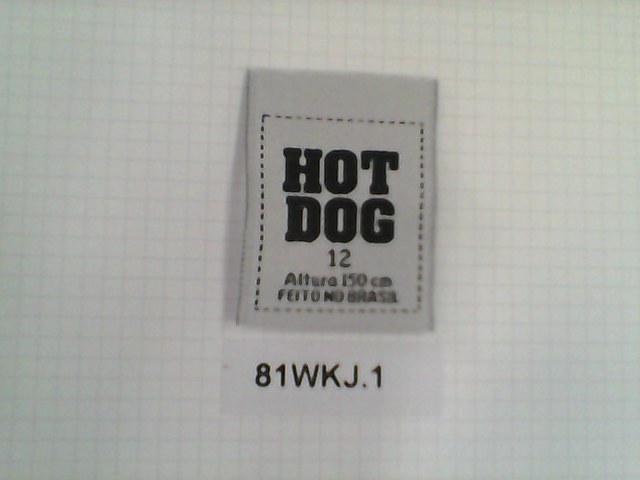 HOT
DOG
12
Altura 150 cm
FEITO NO BRASIL
81WKJ.1